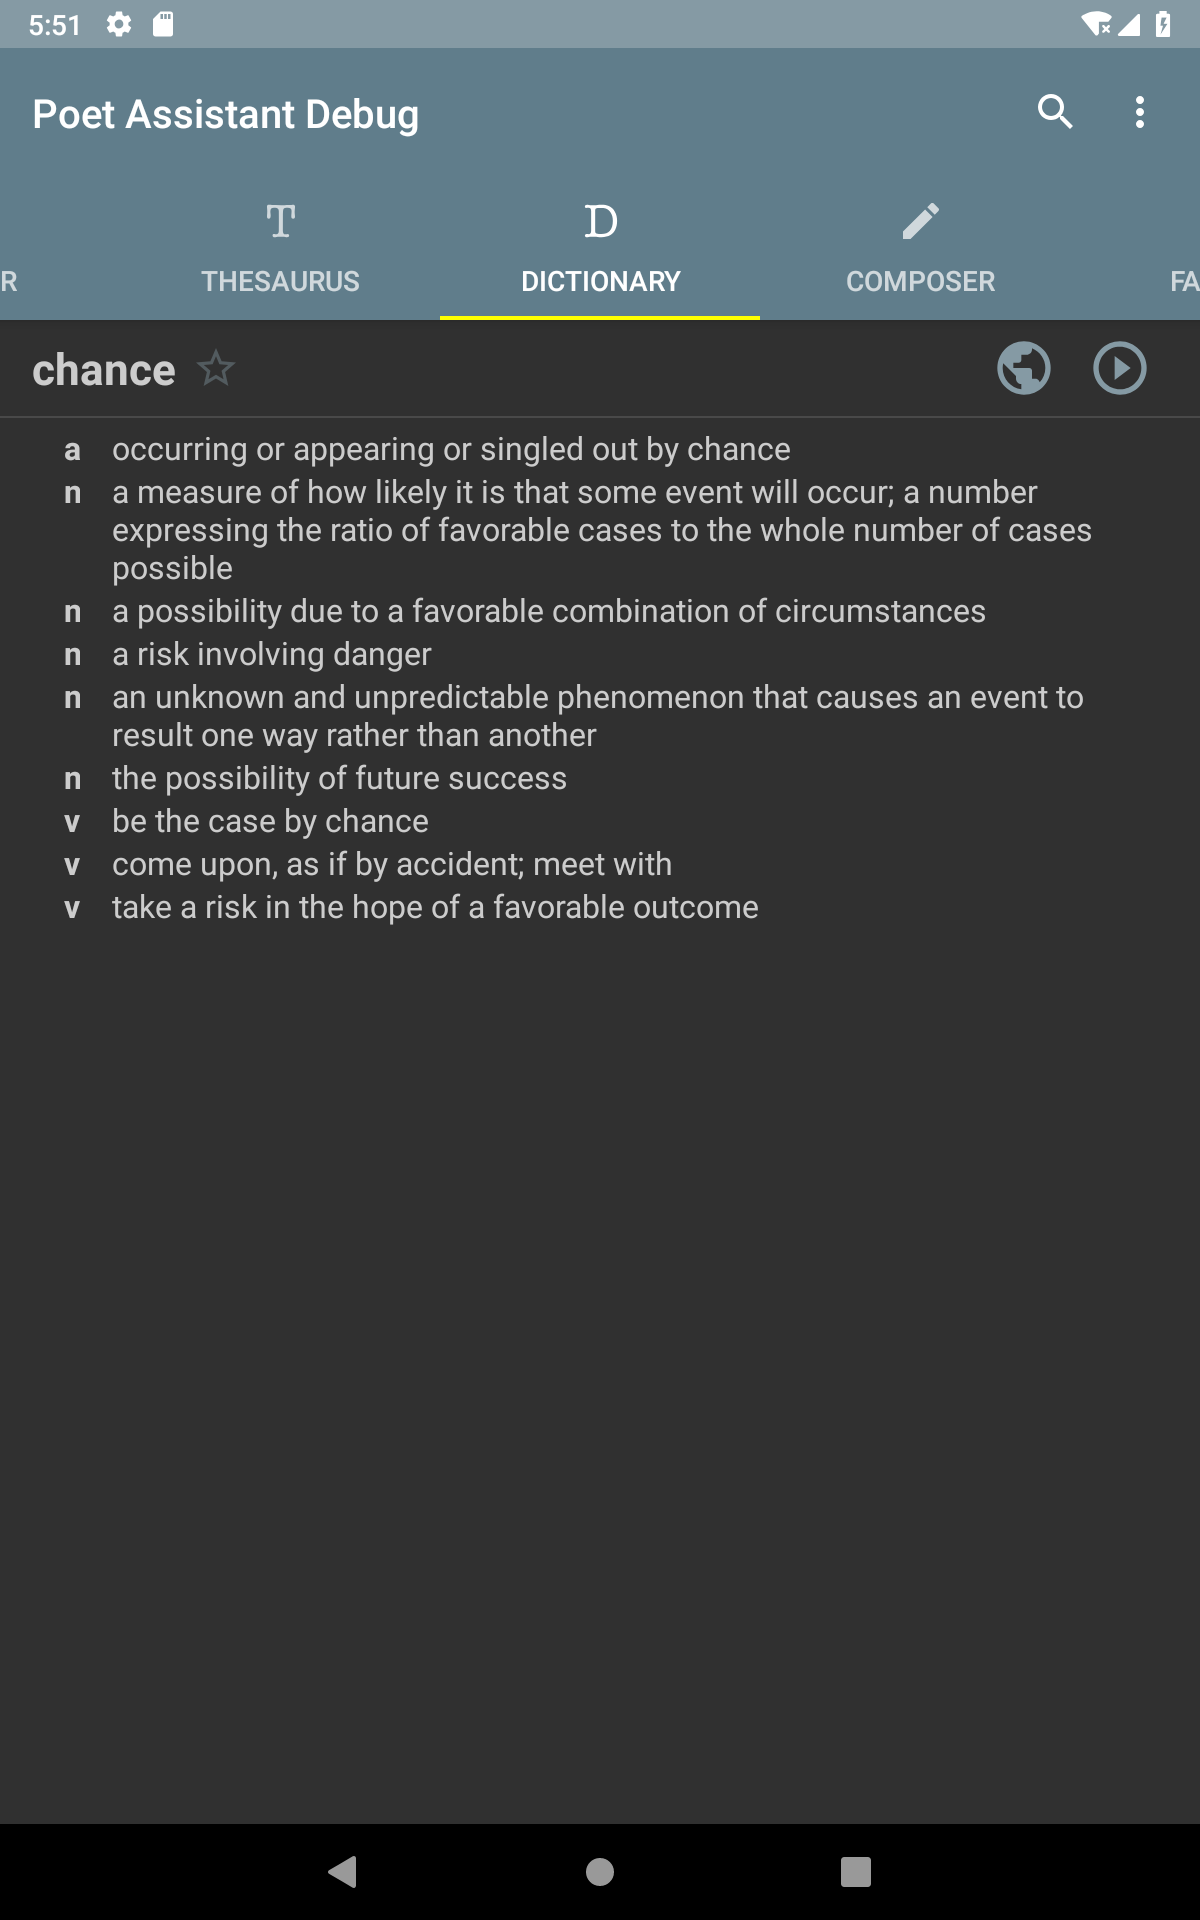 5:51
Poet Assistant Debug
T
D
R
THESAURUS
DICTIONARY
COMPOSER
FA
chance
a occurring or appearing or singled out by chance
n a measure of how likely it is that some event will occur; a number
expressing the ratio of favorable cases to the whole number of cases
possible
n a possibility due to a favorable combination of circumstances
n a risk involving danger
n an unknown and unpredictable phenomenon that causes an event to
result one way rather than another
n the possibility of future success
v be the case by chance
v come upon, as if by accident; meet with
v take a risk in the hope of a favorable outcome